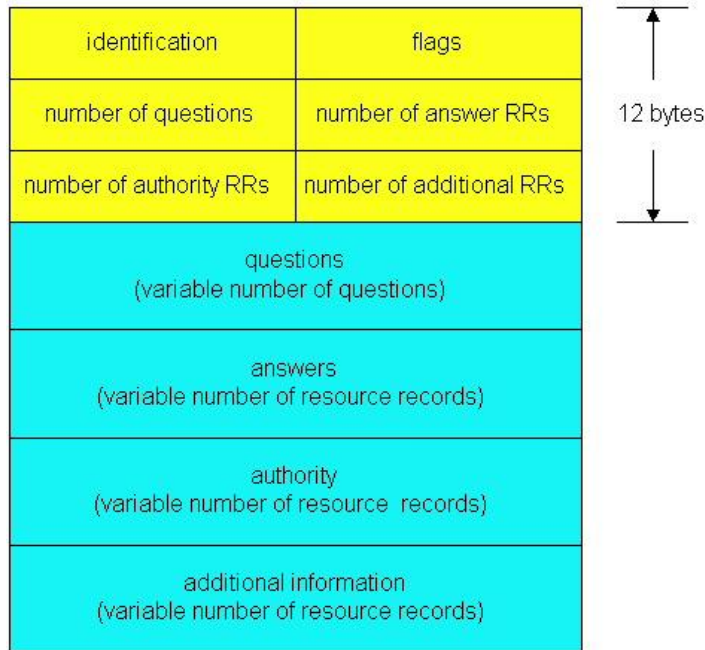 identification
flags
number of questions
number of answer RRs
12 bytes
number of authority RRs
number of additional RRs
questions
(variable number of questions)
answers
(variable number of resource records)
authority
(variable number of resource records)
additional information
(variable number of resource records)